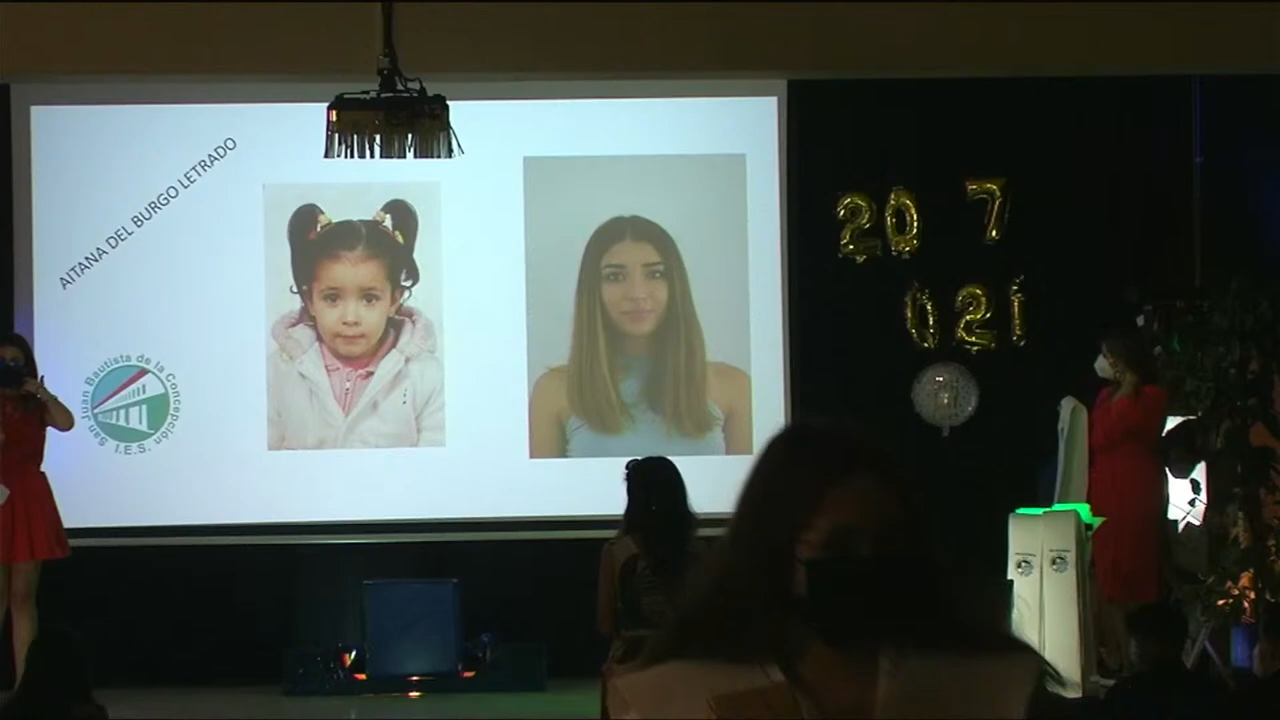 AITANA DEL BURGO LETRADO
San Juan Bautista de la Concepción
I.E.S.
20 7
021